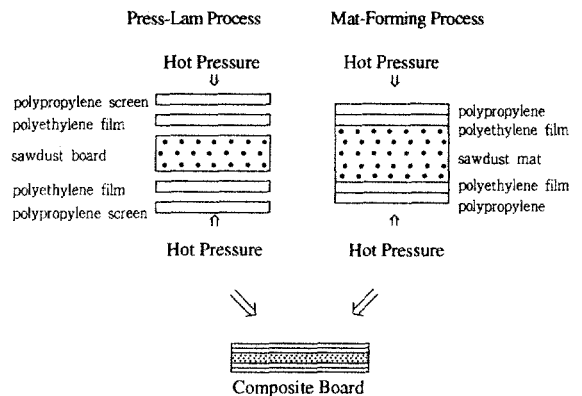 Press-Lam Process
Mat-Forming Process
Hot Pressure
Hot Pressure
polypropylene screen
polyethylene film
sawdust board
polyethylene film
polypropylene screen
polypropylene
polyethylene film
sawdust mat
polyethylene film
polypropylene
Hot Pressure
Hot Pressure
Composite Board